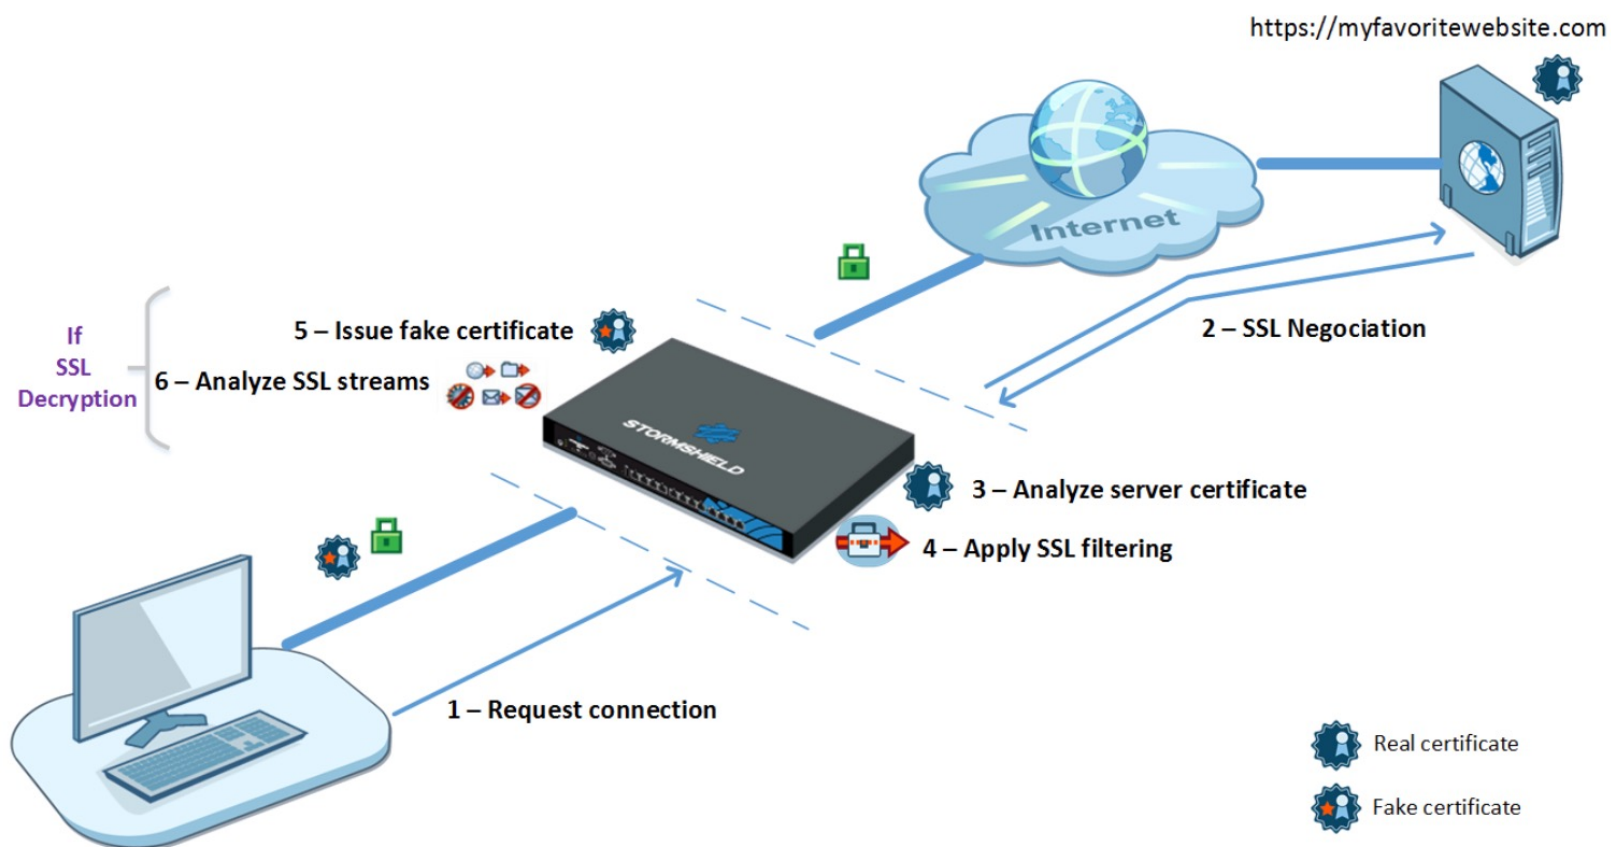 https://myfavoritewebsite.com
Internet
2 – SSL Negociation
5 – Issue fake certificate
If
SSL
Decryption
6 – Analyze SSL streams
STORMSHIELD
3 – Analyze server certificate
4 – Apply SSL filtering
1 – Request connection
Real certificate
Fake certificate